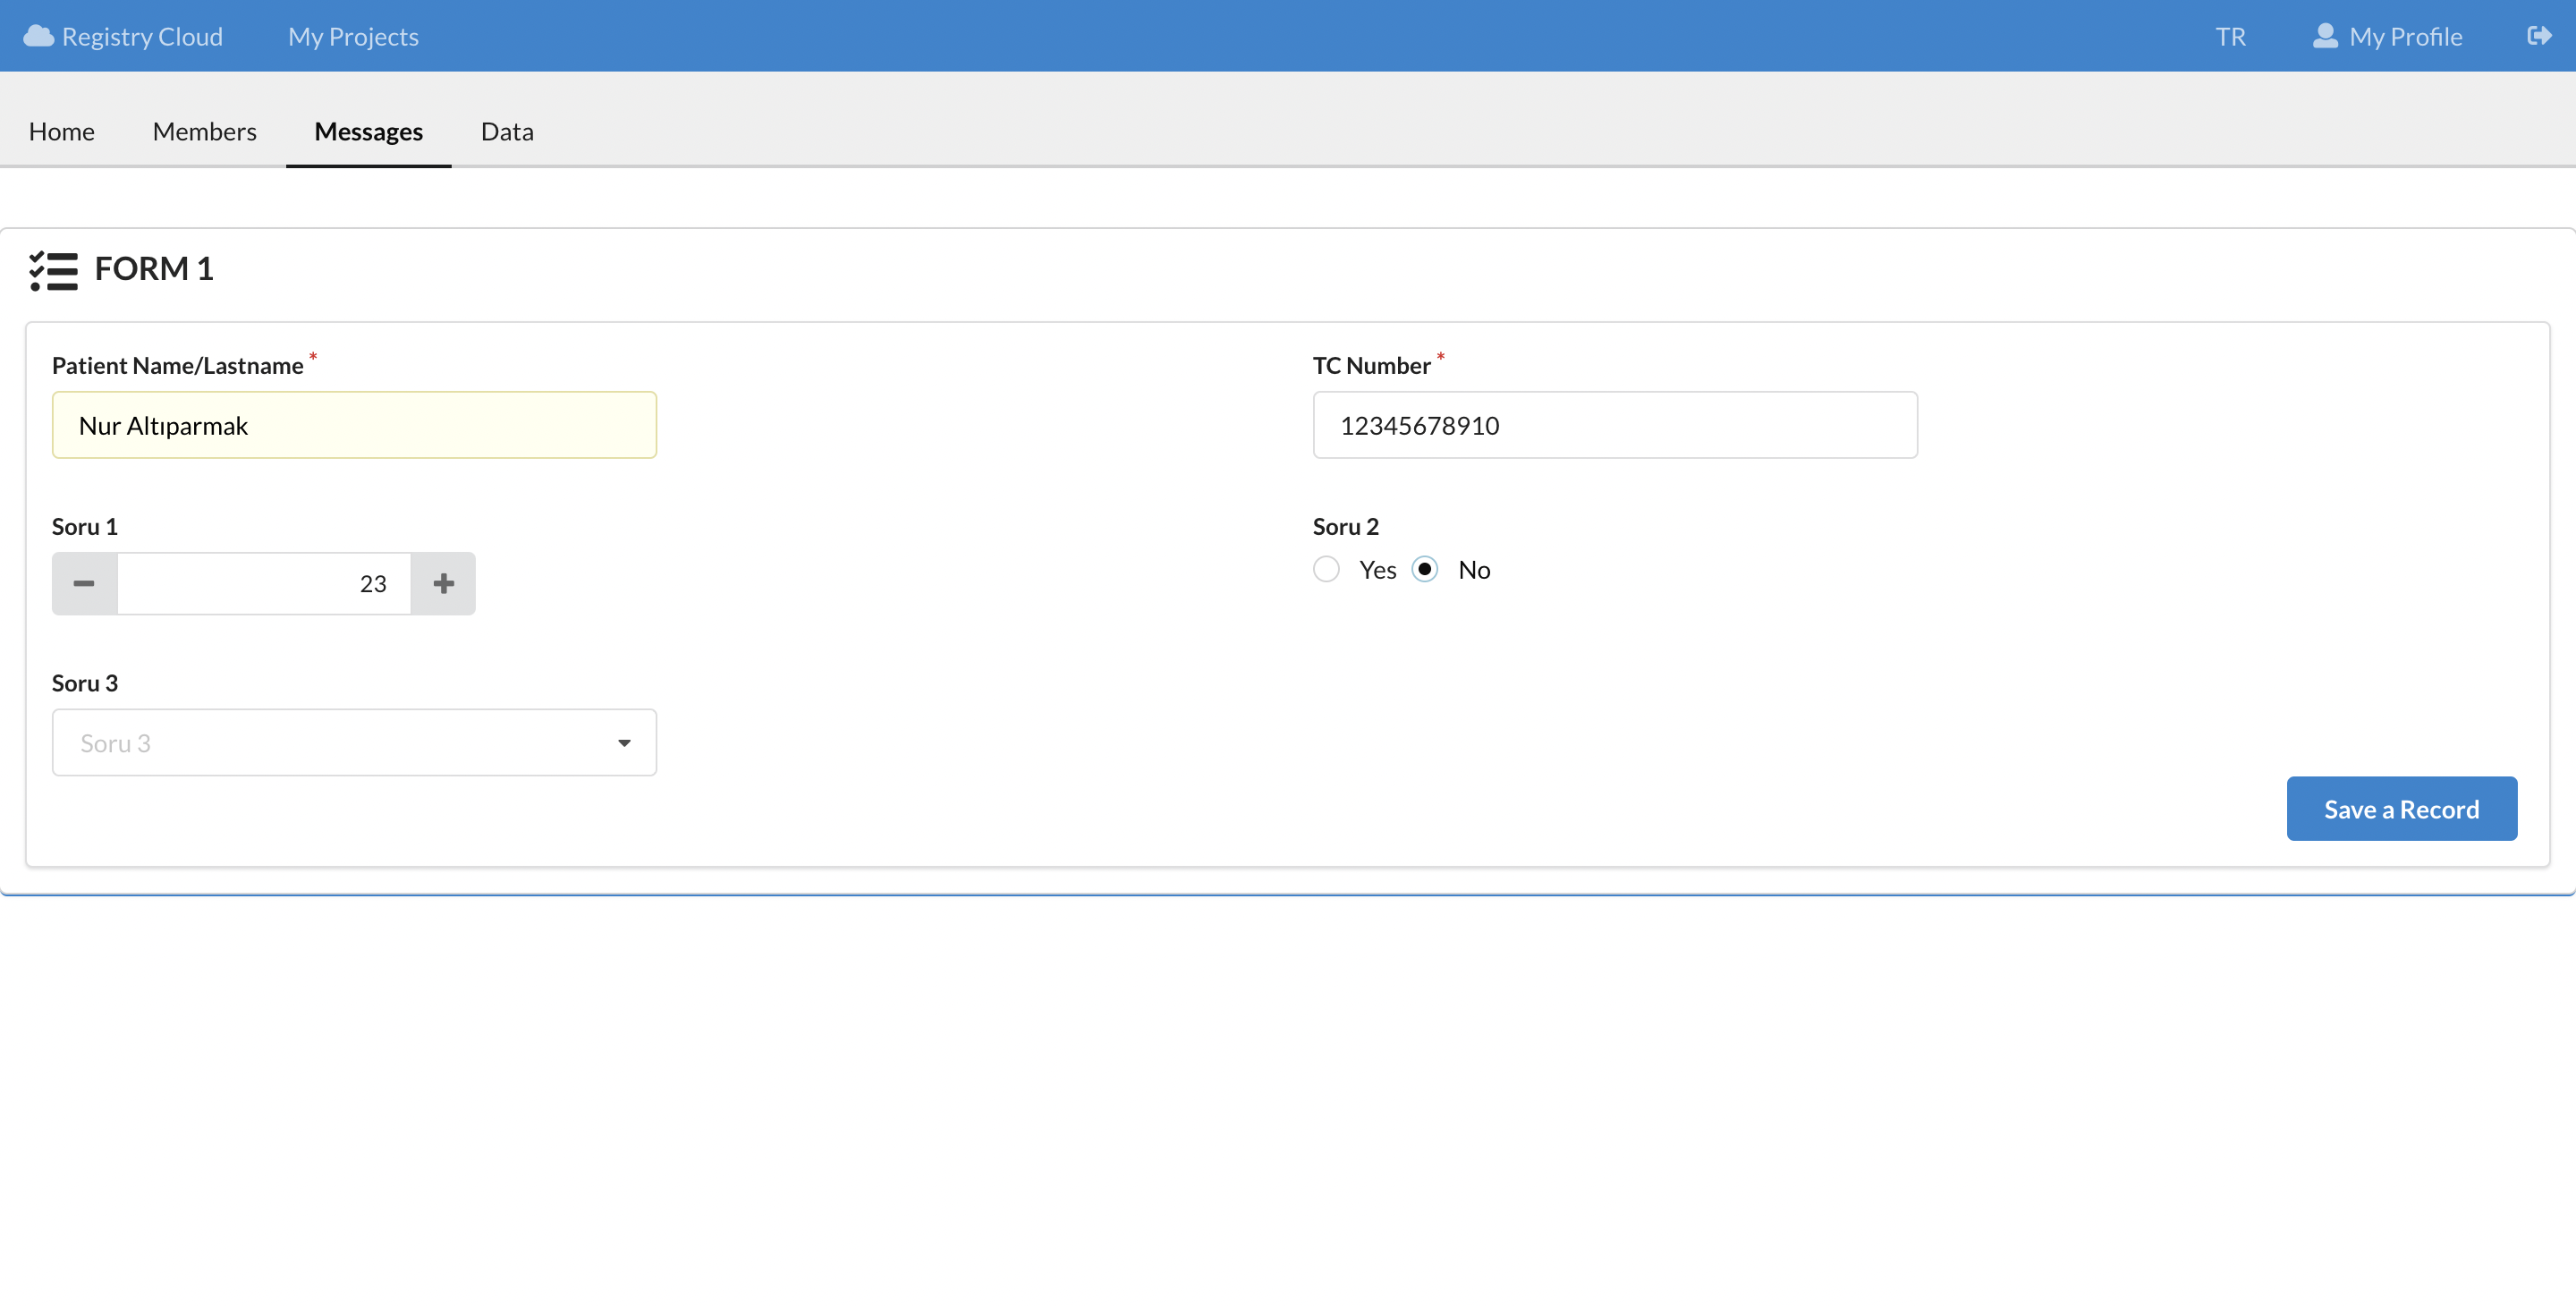 Registry Cloud My Projects TR My Profile
Home Members Messages Data
FORM 1
Patient Name/Lastname * TC Number *
Nur Altıparmak 12345678910
Soru 1 Soru 2
23 Yes No
Soru 3
Soru 3
Save a Record